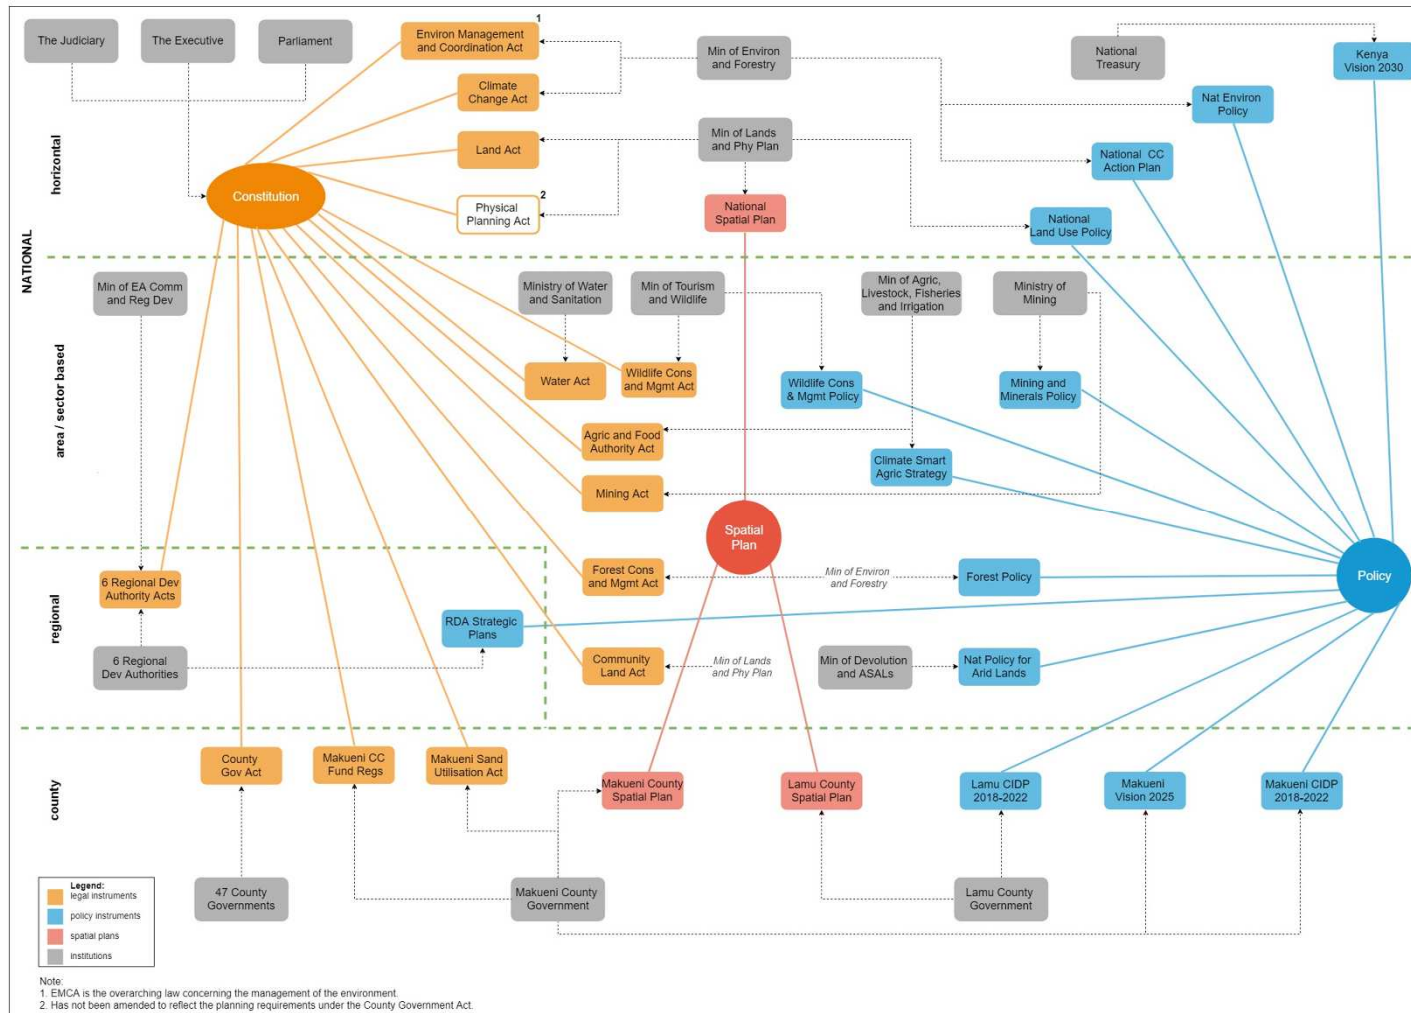 The Judiciary
The Executive
Parliament
Environ Management
and Coordination Act
1
Min of Environ
and Forestry
National
Treasury
Kenya
Vision 2030
Climate
Change Act
Nat Environ
Policy
Land Act
Min of Lands
and Phy Plan
National CC
Action Plan
horizontal
Constitution
Physical
Planning Act
2
National
Spatial Plan
National
Land Use Policy
NATIONAL
Min of EA Comm
and Reg Dev
Ministry of Water
and Sanitation
Min of Tourism
and Wildlife
Min of Agric,
Livestock, Fisheries
and Irrigation
Ministry of
Mining
area / sector based
Water Act
Wildlife Cons
and Mgmt Act
Wildlife Cons
& Mgmt Policy
Mining and
Minerals Policy
Agric and Food
Authority Act
Climate Smart
Agric Strategy
Mining Act
Spatial
Plan
6 Regional Dev
Authority Acts
Forest Cons
and Mgmt Act
Min of Environ
and Forestry
Forest Policy
Policy
regional
RDA Strategic
Plans
6 Regional
Dev Authorities
Community
Land Act
Min of Lands
and Phy Plan
Min of Devolution
and ASALs
Nat Policy for
Arid Lands
county
County
Gov Act
Makueni CC
Fund Regs
Makueni Sand
Utilisation Act
Makueni County
Spatial Plan
Lamu County
Spatial Plan
Lamu CIDP
2018-2022
Makueni
Vision 2025
Makueni CIDP
2018-2022
47 County
Governments
Makueni County
Government
Lamu County
Government
Legend:
legal instruments
policy instruments
spatial plans
institutions
Note:
1. EMCA is the overarching law concerning the management of the environment.
2. Has not been amended to reflect the planning requirements under the County Government Act.